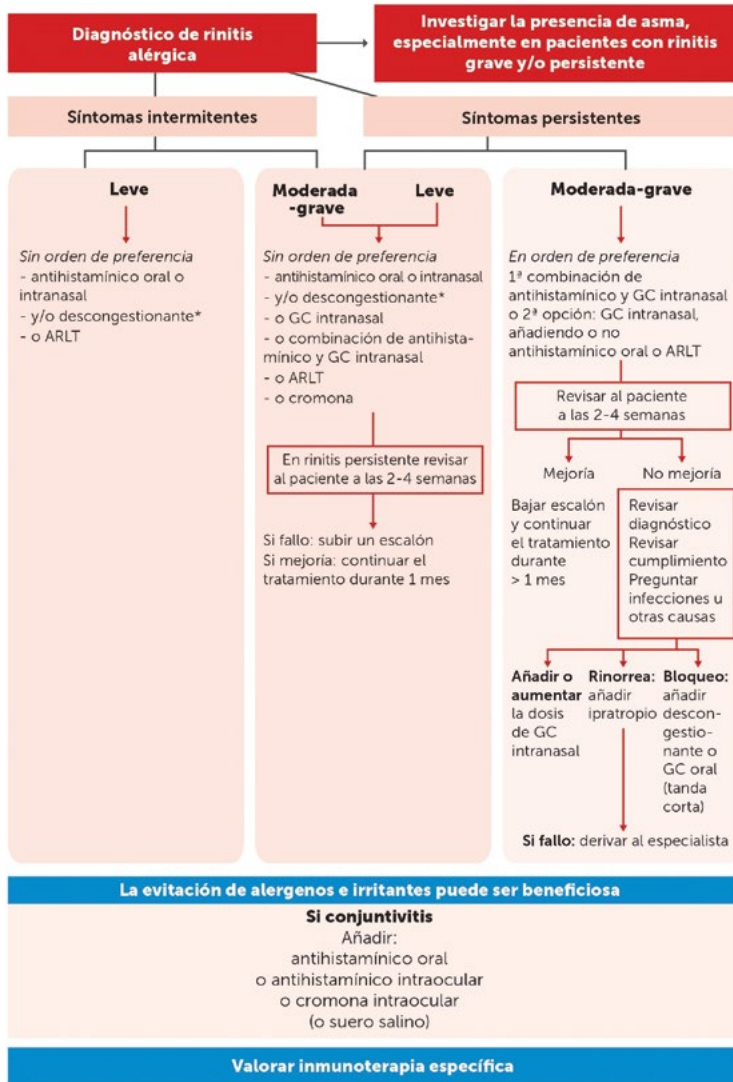 Diagnóstico de rinitis
alérgica
Investigar la presencia de asma,
especialmente en pacientes con rinitis
grave y/o persistente
Síntomas intermitentes
Síntomas persistentes
Leve
Sin orden de preferencia
- antihistamínico oral o
intranasal
- y/o descongestionante*
- o ARLT
Moderada
-grave
Leve
Sin orden de preferencia
- antihistamínico oral o intranasal
- y/o descongestionante*
- o GC intranasal
- o combinación de antihista-
mínico y GC intranasal
- o ARLT
- o cromona
En rinitis persistente revisar
al paciente a las 2-4 semanas
Si fallo: subir un escalón
Si mejoría: continuar el
tratamiento durante 1 mes
Moderada-grave
En orden de preferencia
1ª combinación de
antihistamínico y GC intranasal
o 2ª opción: GC intranasal,
añadiendo o no
antihistamínico oral o ARLT
Revisar al paciente
a las 2-4 semanas
Mejoría
Bajar escalón
y continuar
el tratamiento
durante
> 1 mes
No mejoría
Revisar
diagnóstico
Revisar
cumplimiento
Preguntar
infecciones u
otras causas
Añadir o
aumentar
la dosis
de GC
intranasal
Rinorrea:
añadir
ipratropio
Bloqueo:
añadir
descon-
gestio-
nante o
GC oral
(tanda
corta)
Si fallo: derivar al especialista
La evitación de alergenos e irritantes puede ser beneficiosa
Si conjuntivitis
Añadir:
antihistamínico oral
o antihistamínico intraocular
o cromona intraocular
(o suero salino)
Valorar inmunoterapia específica